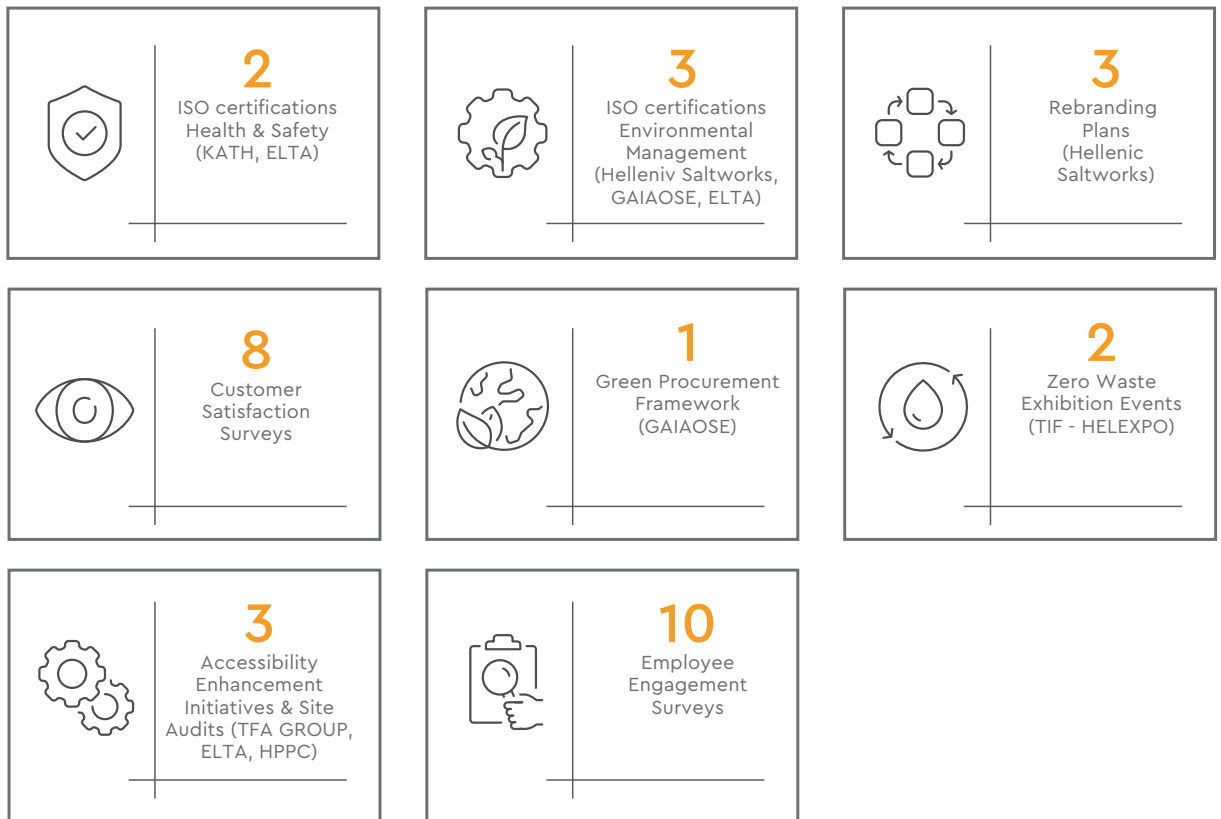 2
ISO certifications
Health & Safety
(KATH, ELTA)
3
ISO certifications
Environmental
Management
(Helleniv Saltworks,
GAIAOSE, ELTA)
3
Rebranding
Plans
(Hellenic
Saltworks)
8
Customer
Satisfaction
Surveys
1
Green Procurement
Framework
(GAIAOSE)
2
Zero Waste
Exhibition Events
(TIF - HELEXPO)
3
Accessibility
Enhancement
Initiatives & Site
Audits (TFA GROUP,
ELTA, HPPC)
10
Employee
Engagement
Surveys